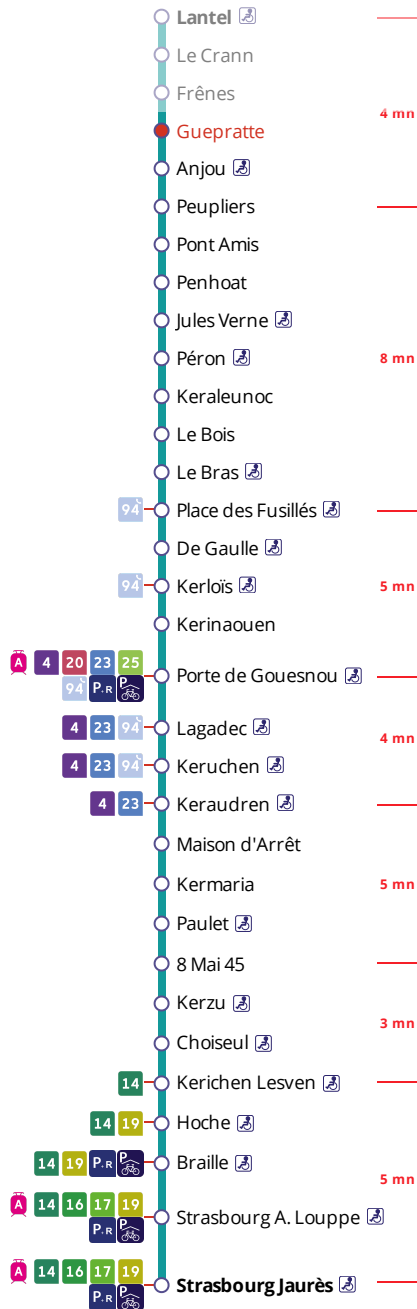 Lantel
Le Crann
Frênes
4 mn
Guepratte
Anjou
Peupliers
Pont Amis
Penhoat
Jules Verne
Péron
8 mn
Keraleunoc
Le Bois
Le Bras
94 Place des Fusillés
De Gaulle
94 Kerloïs
5 mn
Kerinaouen
A 4 20 23 25
94 P.R P
Porte de Gouesnou
4 23 94 Lagadec
4 mn
4 23 94 Keruchen
4 23 Keraudren
Maison d'Arrêt
Kermaria
5 mn
Paulet
8 Mai 45
Kerzu
3 mn
Choiseul
14 Kerichen Lesven
14 19 Hoche
14 19 P.R P Braille
5 mn
A 14 16 17 19
P.R P
Strasbourg A. Louppe
A 14 16 17 19
P.R P
Strasbourg Jaurès